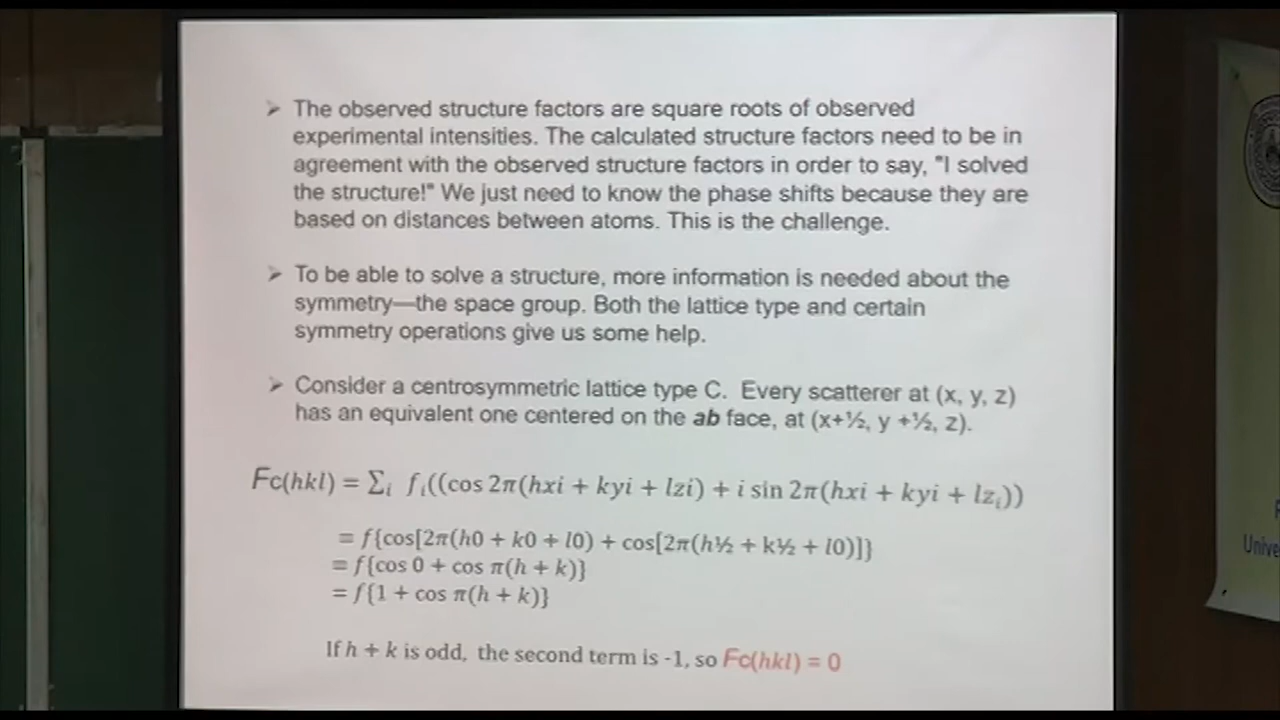 ➢ The observed structure factors are square roots of observed
experimental intensities. The calculated structure factors need to be in
agreement with the observed structure factors in order to say, "I solved
the structure!" We just need to know the phase shifts because they are
based on distances between atoms. This is the challenge.
➢ To be able to solve a structure, more information is needed about the
symmetry—the space group. Both the lattice type and certain
symmetry operations give us some help.
➢ Consider a centrosymmetric lattice type C. Every scatterer at (x, y, z)
has an equivalent one centered on the ab face, at (x+½, y +½, z).
Fc(hkl) = ∑ᵢ fᵢ((cos 2π(hxi + kyi + lzi) + i sin 2π(hxi + kyi + lzᵢ))
= f{cos[2π(h0 + k0 + l0) + cos[2π(h½ + k½ + l0)]}
= f{cos 0 + cos π(h + k)}
= f{1 + cos π(h + k)}
If h + k is odd, the second term is -1, so Fc(hkl) = 0